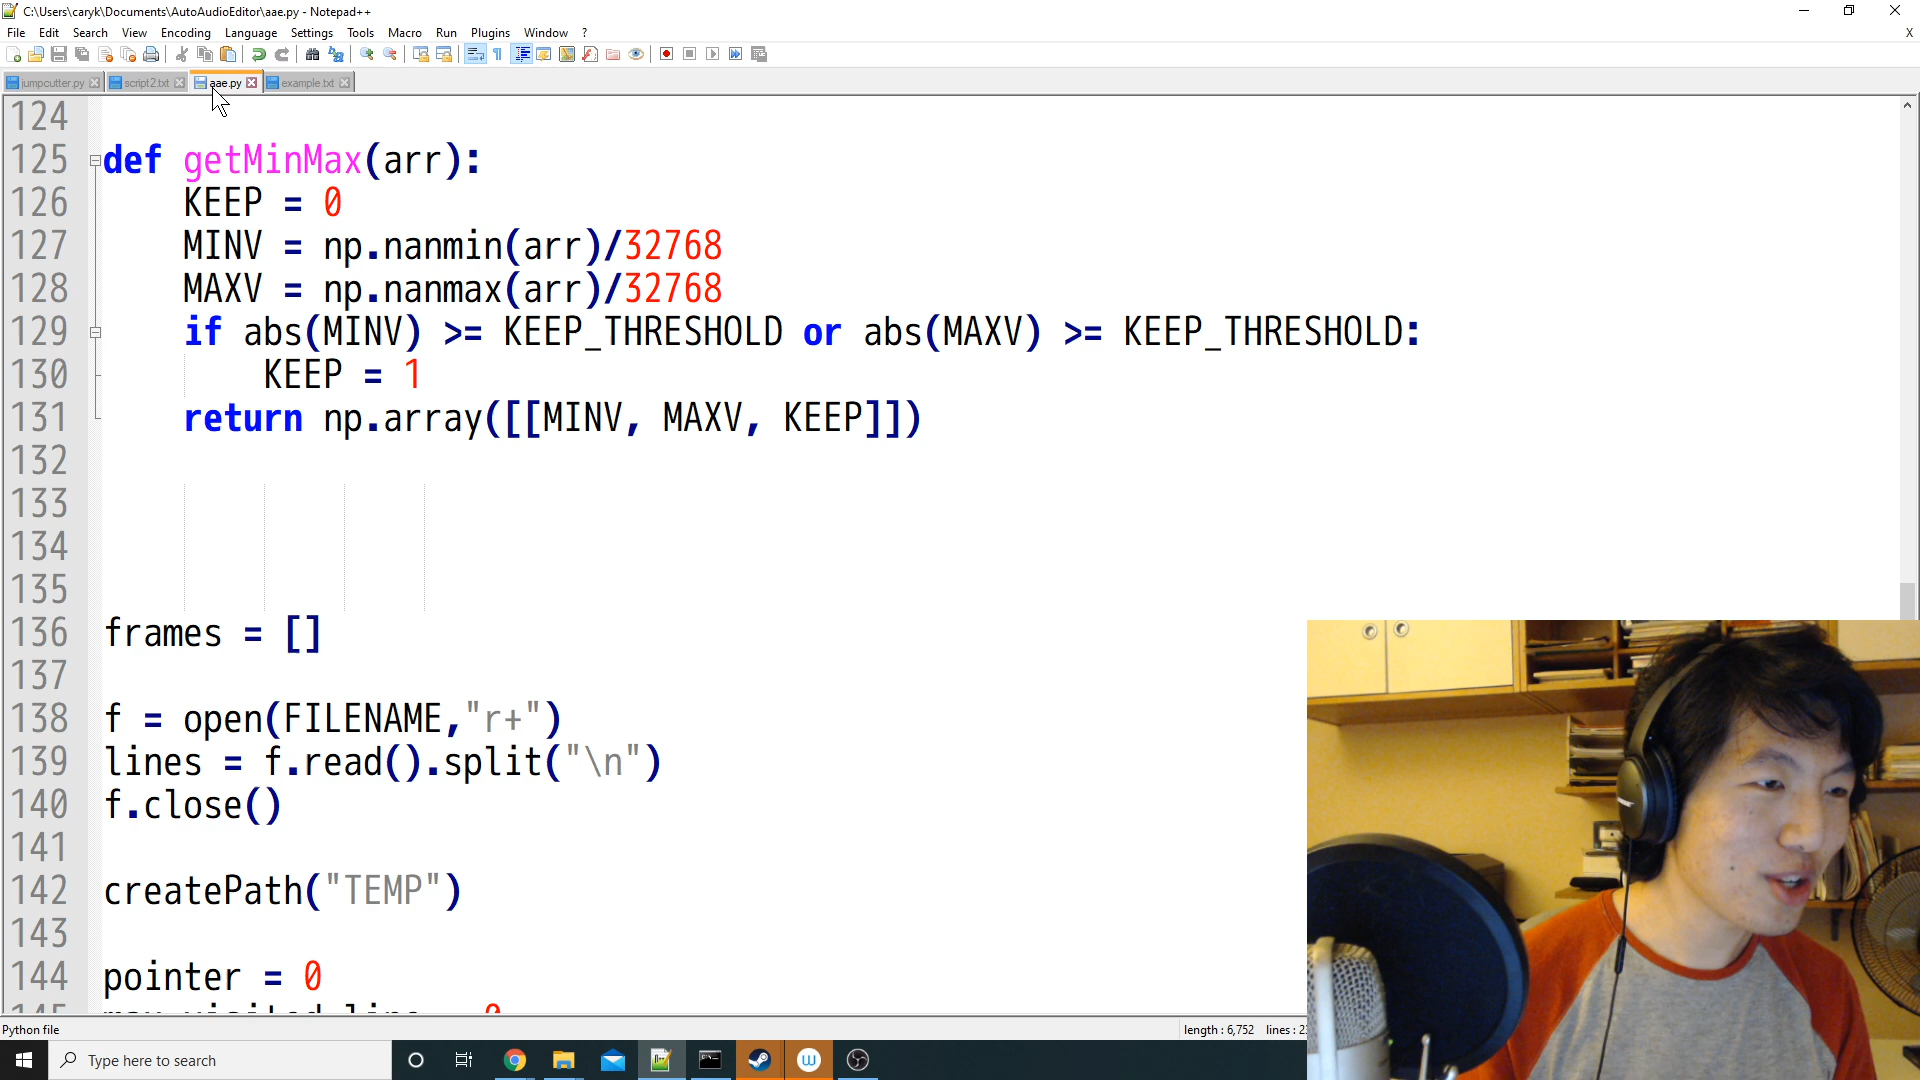 C:\Users\caryk\Documents\AutoAudioEditor\aae.py - Notepad++
File Edit Search View Encoding Language Settings Tools Macro Run Plugins Window ? X
jumpcutter.py script2.txt aae.py example.txt
124
125 def getMinMax(arr):
126 KEEP = 0
127 MINV = np.nanmin(arr)/32768
128 MAXV = np.nanmax(arr)/32768
129 if abs(MINV) >= KEEP_THRESHOLD or abs(MAXV) >= KEEP_THRESHOLD:
130 KEEP = 1
131 return np.array([[MINV, MAXV, KEEP]])
132
133
134
135
136 frames = []
137
138 f = open(FILENAME,"r+")
139 lines = f.read().split("\n")
140 f.close()
141
142 createPath("TEMP")
143
144 pointer = 0
Python file length : 6,752 lines : 2
Type here to search